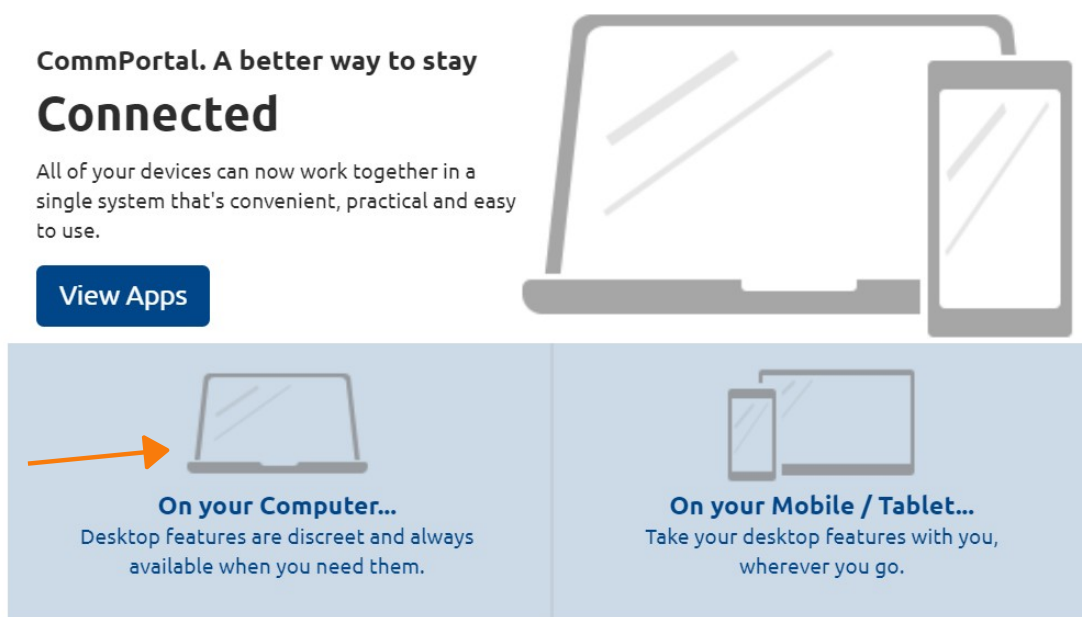 CommPortal. A better way to stay
Connected
All of your devices can now work together in a
single system that's convenient, practical and easy
to use.
View Apps
On your Computer...
Desktop features are discreet and always
available when you need them.
On your Mobile / Tablet...
Take your desktop features with you,
wherever you go.